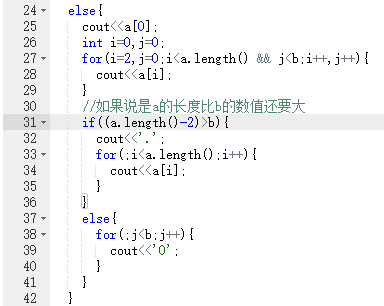 24 else{
25 cout<<a[0];
26 int i=0,j=0;
27 for(i=2,j=0;i<a.length() && j<b;i++,j++){
28 cout<<a[i];
29 }
30 //如果说是a的长度比b的数值还要大
31 if((a.length()-2)>b){
32 cout<<'.';
33 for(;i<a.length();i++){
34 cout<<a[i];
35 }
36 }
37 else{
38 for(;j<b;j++){
39 cout<<'0';
40 }
41 }
42 }